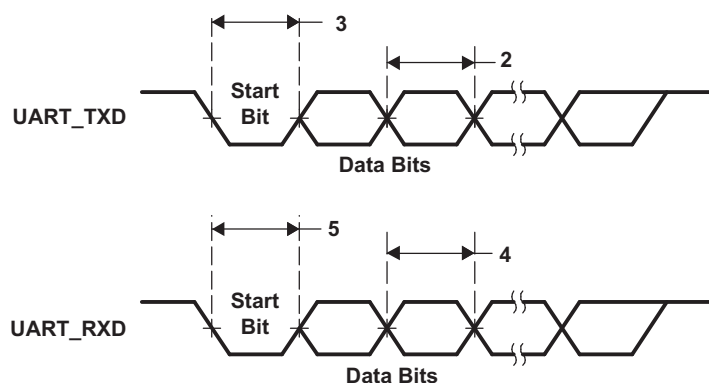 3
2
UART_TXD
Start
Bit
Data Bits
5
4
UART_RXD
Start
Bit
Data Bits